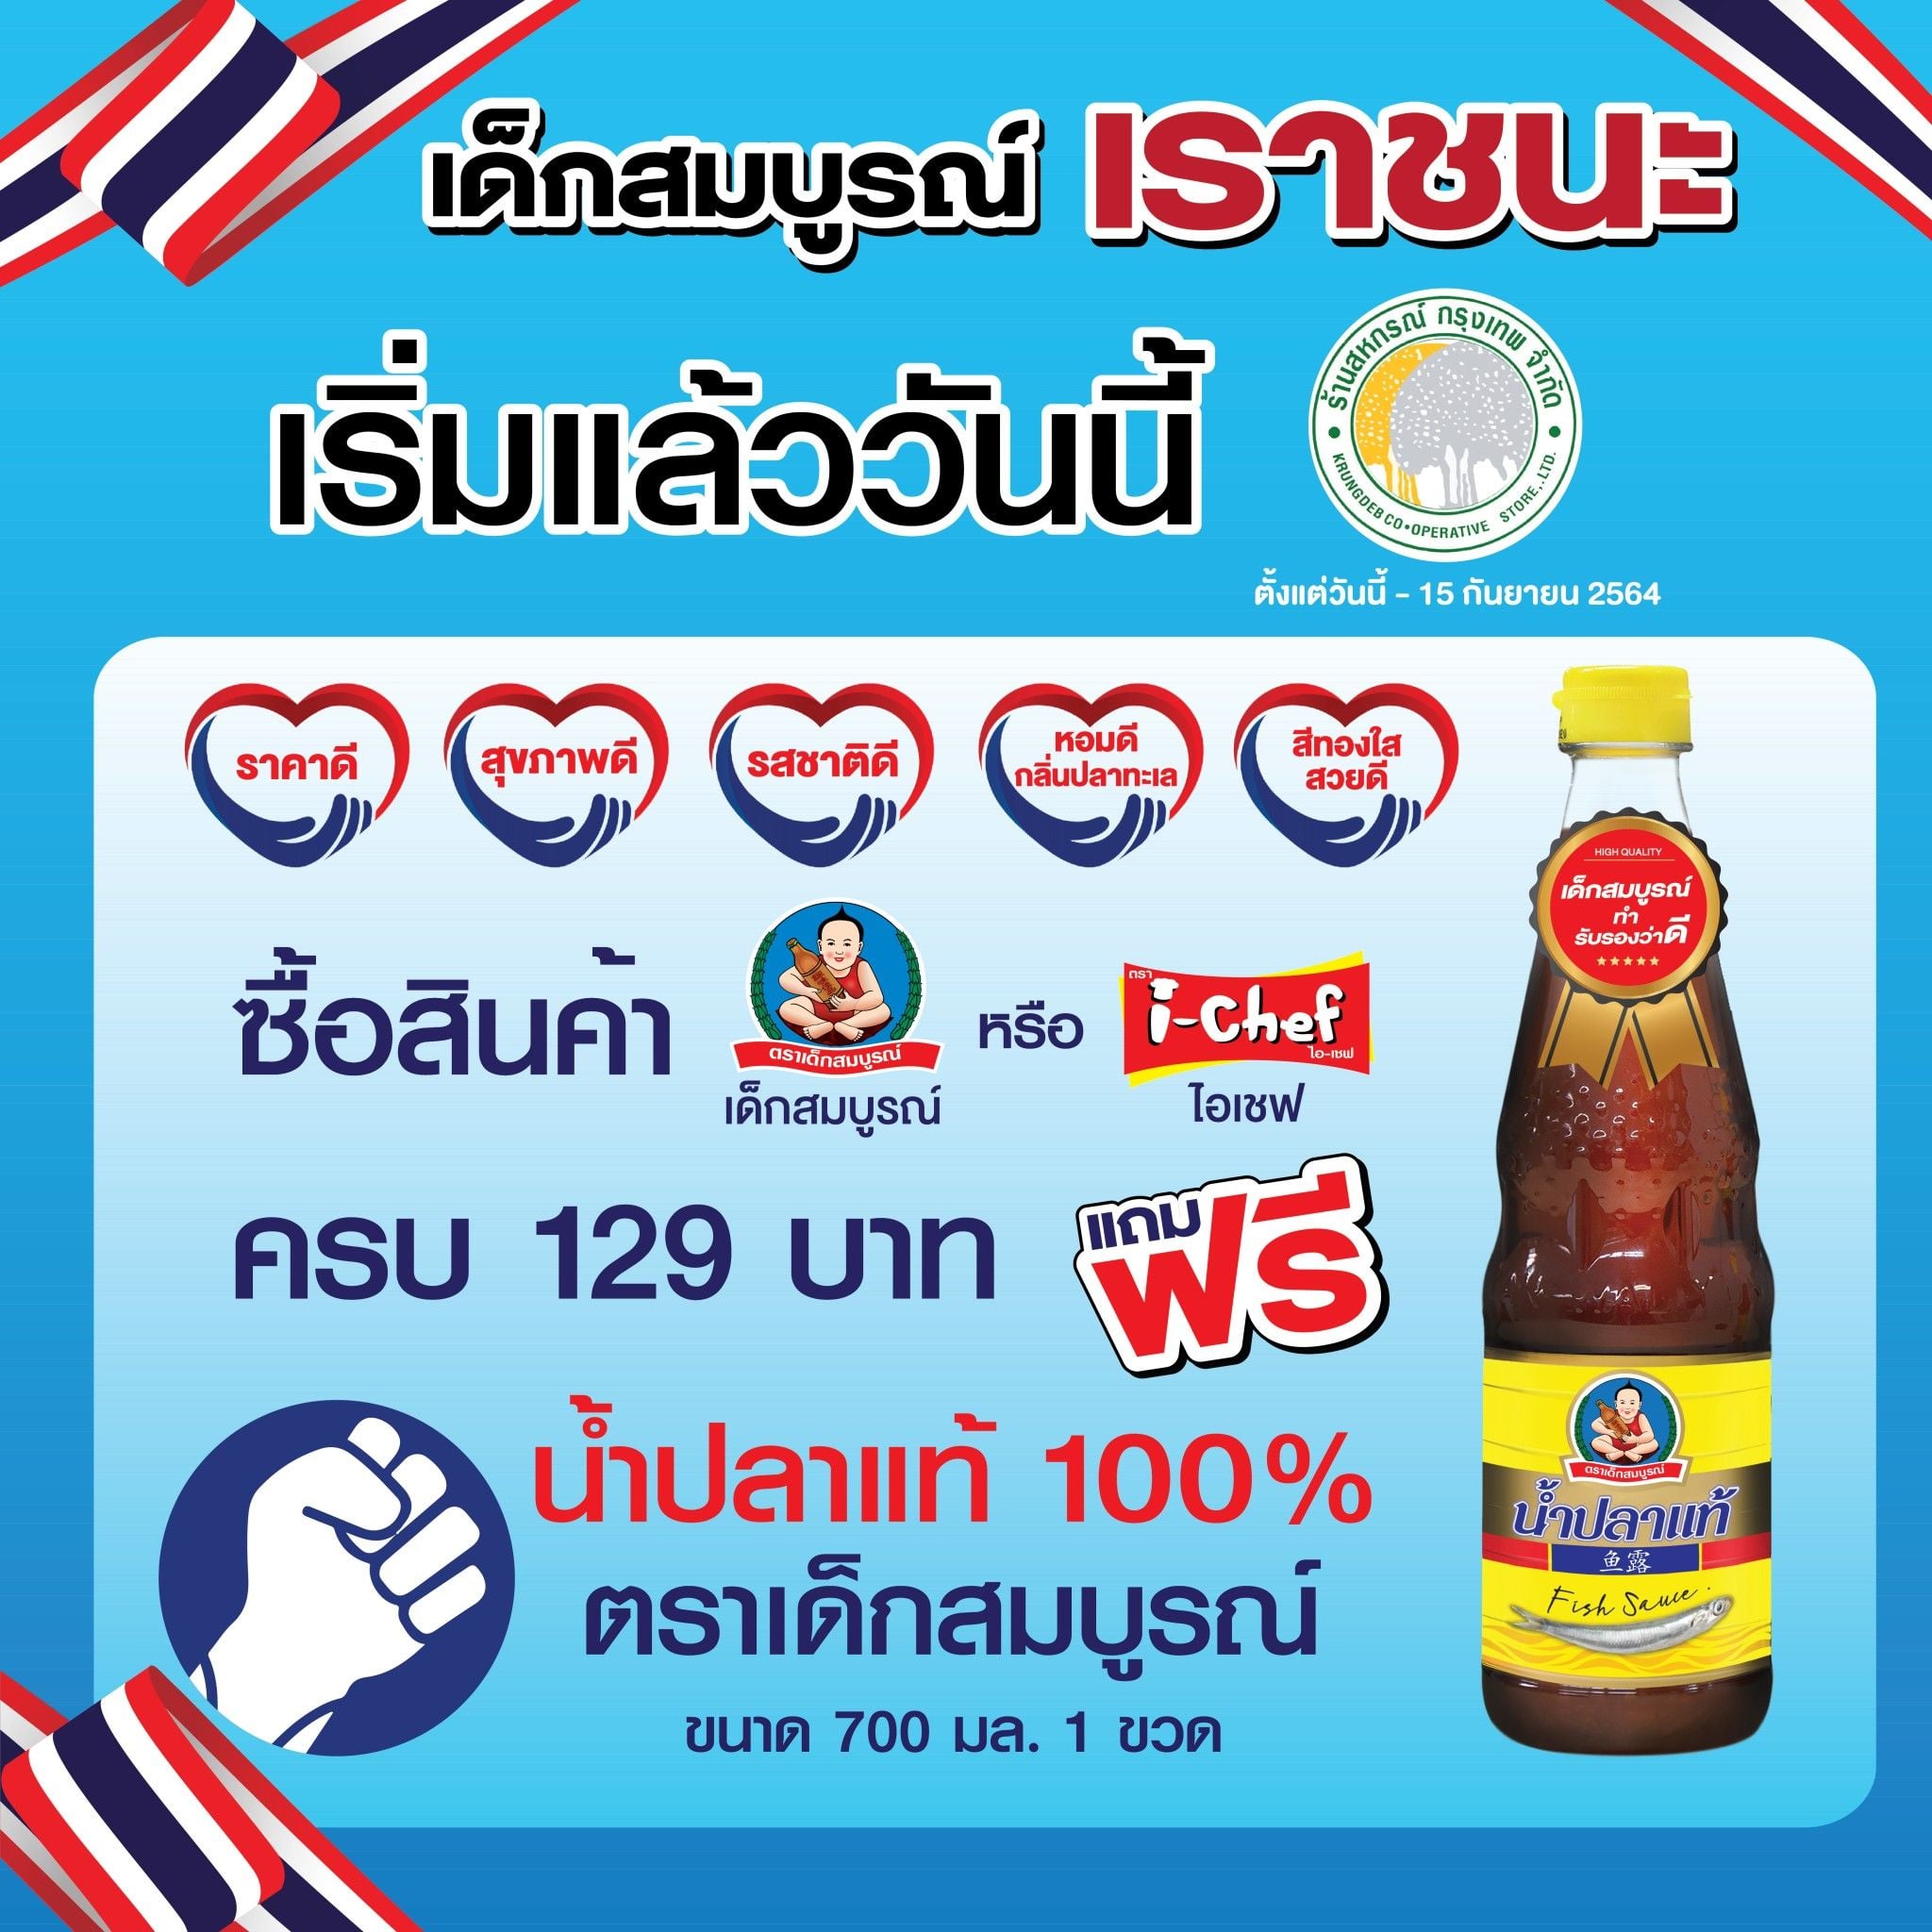 เด็กสมบูรณ์ เราชนะ
เริ่มแล้ววันนี้
ร้านสหกรณ์ กรุงเทพ จำกัด
KRUNGDEB CO•OPERATIVE STORE,.LTD.
ตั้งแต่วันนี้ - 15 กันยายน 2564
ราคาดี
สุขภาพดี
รสชาติดี
หอมดี
กลิ่นปลาทะเล
สีทองใส
สวยดี
HIGH QUALITY
เด็กสมบูรณ์
ทำ
รับรองว่าดี
ซื้อสินค้า
ตราเด็กสมบูรณ์
เด็กสมบูรณ์
หรือ
ตรา
i-Chef
ไอ-เชฟ
ไอเชฟ
ครบ 129 บาท
แถม
ฟรี
น้ำปลาแท้ 100%
ตราเด็กสมบูรณ์
ขนาด 700 มล. 1 ขวด
ตราเด็กสมบูรณ์
น้ำปลาแท้
鱼露
Fish Sauce